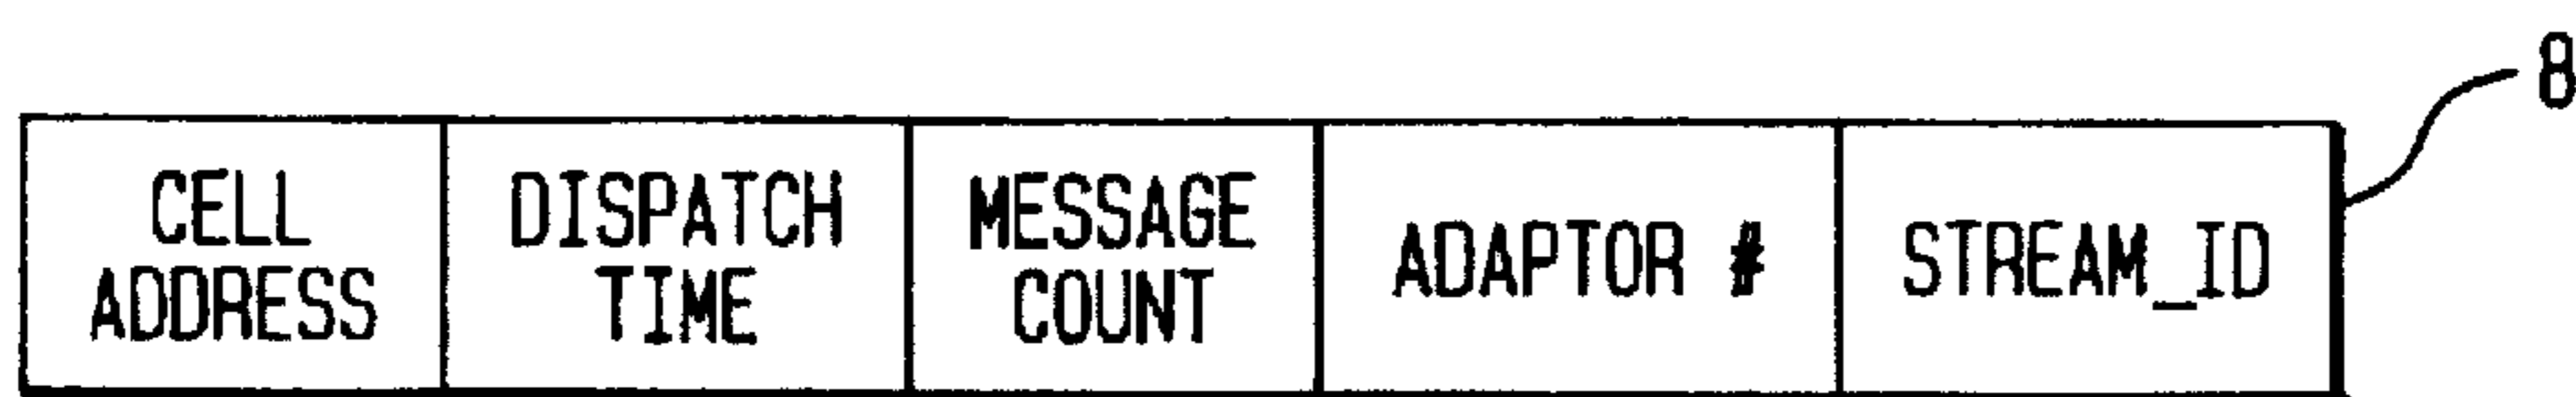 8
CELL
ADDRESS
DISPATCH
TIME
MESSAGE
COUNT
ADAPTOR #
STREAM_ID